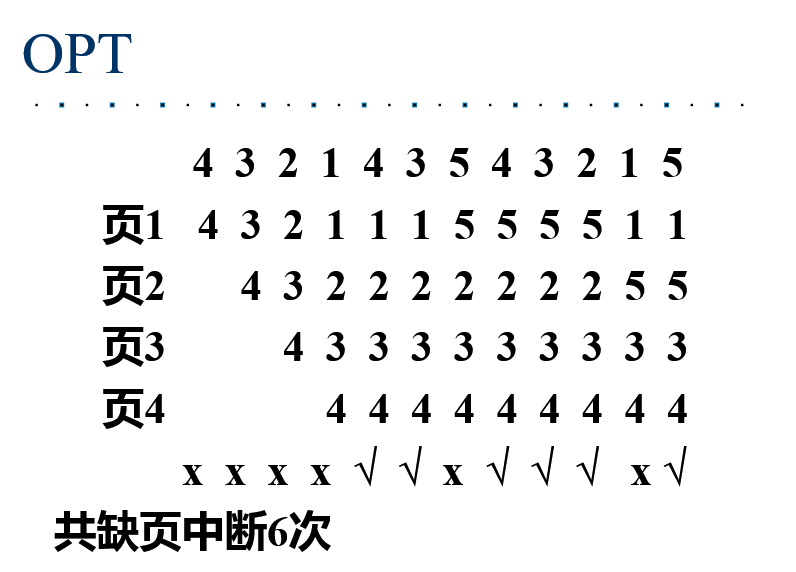 OPT
4 3 2 1 4 3 5 4 3 2 1 5
页1 4 3 2 1 1 1 5 5 5 5 1 1
页2 4 3 2 2 2 2 2 2 2 5 5
页3 4 3 3 3 3 3 3 3 3 3
页4 4 4 4 4 4 4 4 4 4
x x x x √ √ x √ √ √ x √
共缺页中断6次